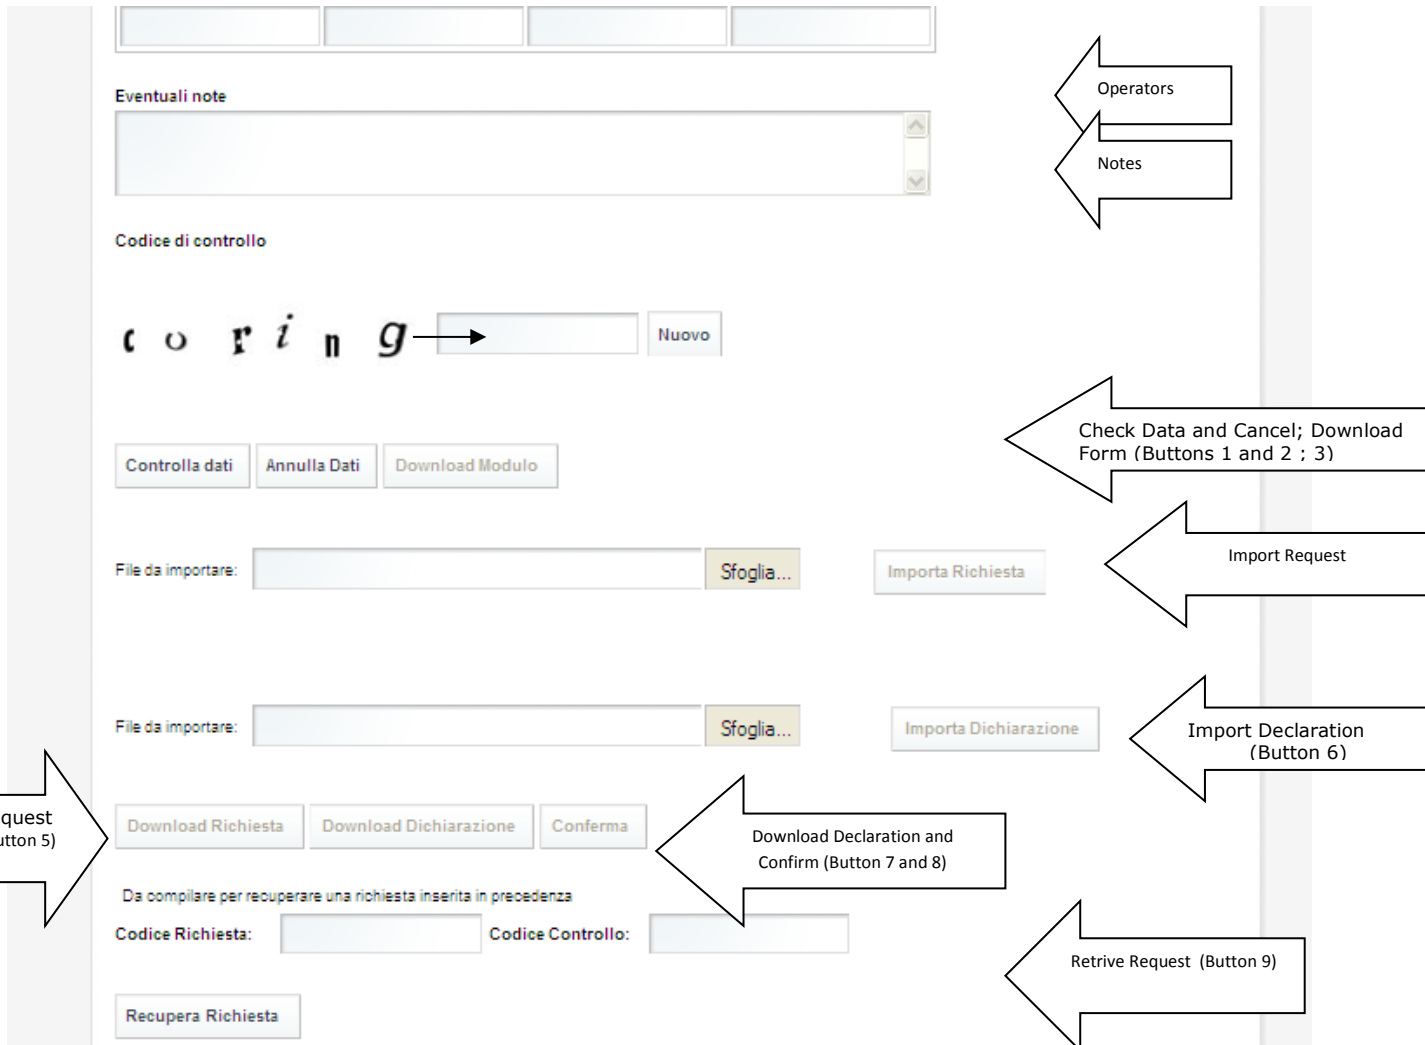 Operators
Eventuali note
Notes
Codice di controllo
coring
Nuovo
Check Data and Cancel; Download
Form (Buttons 1 and 2 ; 3)
Controlla dati Annulla Dati Download Modulo
Import Request
File da importare: Sfoglia... Importa Richiesta
File da importare: Sfoglia... Importa Dichiarazione
Import Declaration
(Button 6)
quest
tton 5)
Download Richiesta Download Dichiarazione Conferma
Download Declaration and
Confirm (Button 7 and 8)
Da compilare per recuperare una richiesta inserita in precedenza
Codice Richiesta: Codice Controllo:
Retrive Request (Button 9)
Recupera Richiesta